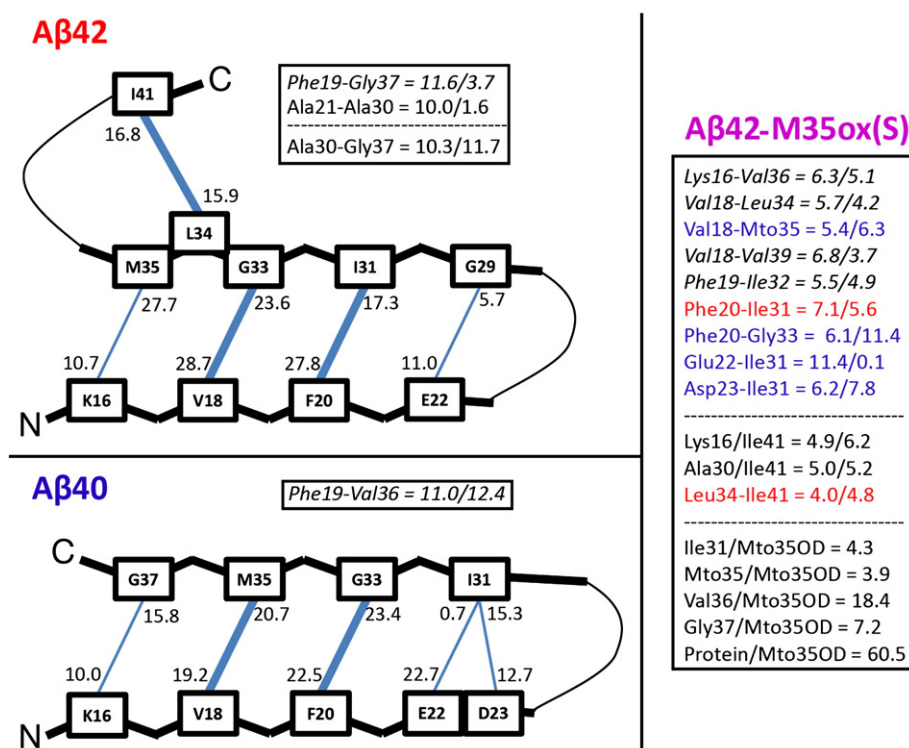 Aβ42
I41
C
16.8
Phe19-Gly37 = 11.6/3.7
Ala21-Ala30 = 10.0/1.6
Ala30-Gly37 = 10.3/11.7
15.9
L34
M35
G33
I31
G29
27.7
23.6
17.3
5.7
10.7
28.7
27.8
11.0
N
K16
V18
F20
E22
Aβ40
Phe19-Val36 = 11.0/12.4
C
G37
M35
G33
I31
15.8
20.7
23.4
0.7
15.3
10.0
19.2
22.5
22.7
12.7
N
K16
V18
F20
E22
D23
Aβ42-M35ox(S)
Lys16-Val36 = 6.3/5.1
Val18-Leu34 = 5.7/4.2
Val18-Mto35 = 5.4/6.3
Val18-Val39 = 6.8/3.7
Phe19-Ile32 = 5.5/4.9
Phe20-Ile31 = 7.1/5.6
Phe20-Gly33 = 6.1/11.4
Glu22-Ile31 = 11.4/0.1
Asp23-Ile31 = 6.2/7.8
Lys16/Ile41 = 4.9/6.2
Ala30/Ile41 = 5.0/5.2
Leu34-Ile41 = 4.0/4.8
Ile31/Mto35OD = 4.3
Mto35/Mto35OD = 3.9
Val36/Mto35OD = 18.4
Gly37/Mto35OD = 7.2
Protein/Mto35OD = 60.5